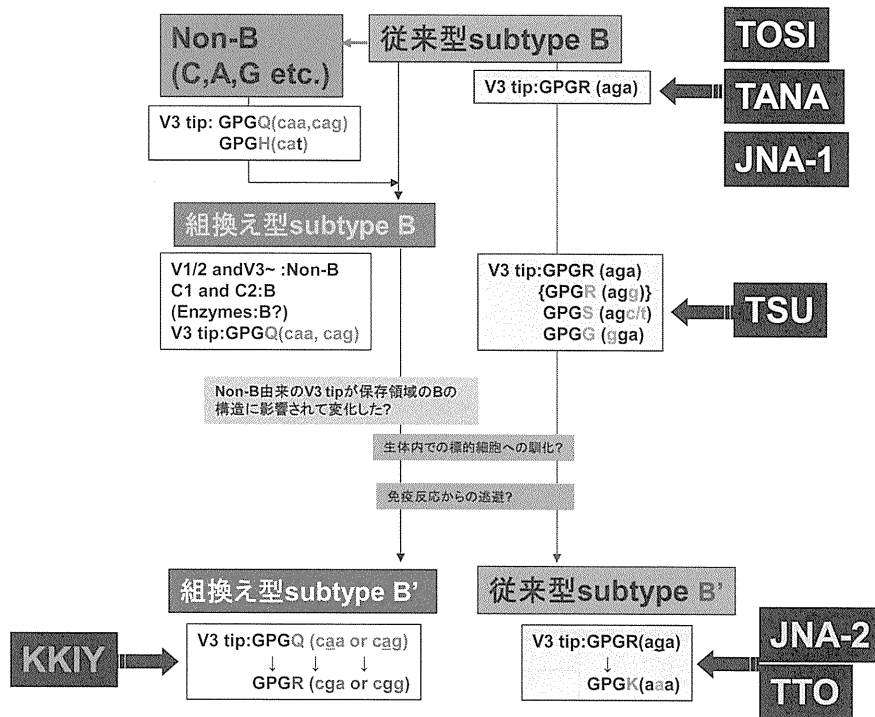 Non-B
(C,A,G etc.)
従来型subtype B
TOSI
TANA
JNA-1
V3 tip:GPGR (aga)
V3 tip: GPGQ(caa,cag)
GPGH(cat)
組換え型subtype B
V1/2 andV3~ :Non-B
C1 and C2:B
(Enzymes:B?)
V3 tip:GPGQ(caa, cag)
V3 tip:GPGR (aga)
{GPGR (agg)}
GPGS (agc/t)
GPGG (gga)
TSU
Non-B由来のV3 tipが保存領域のBの
構造に影響されて変化した?
生体内での標的細胞への馴化?
免疫反応からの逃避?
組換え型subtype B’
従来型subtype B’
KKIY
V3 tip:GPGQ (caa or cag)
↓ ↓ ↓
GPGR (cga or cgg)
V3 tip:GPGR(aga)
↓
GPGK(aaa)
JNA-2
TTO